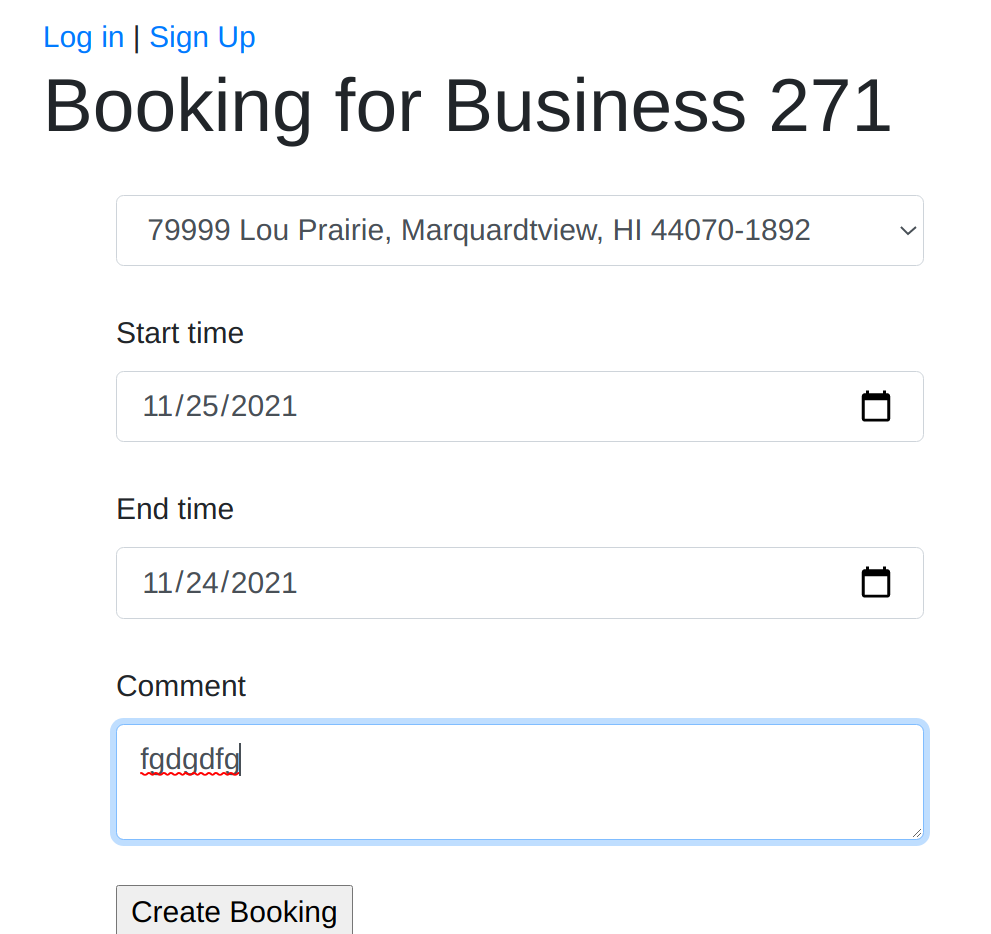 Log in | Sign Up
Booking for Business 271
79999 Lou Prairie, Marquardtview, HI 44070-1892
Start time
11/25/2021
End time
11/24/2021
Comment
fgdgdfg
Create Booking